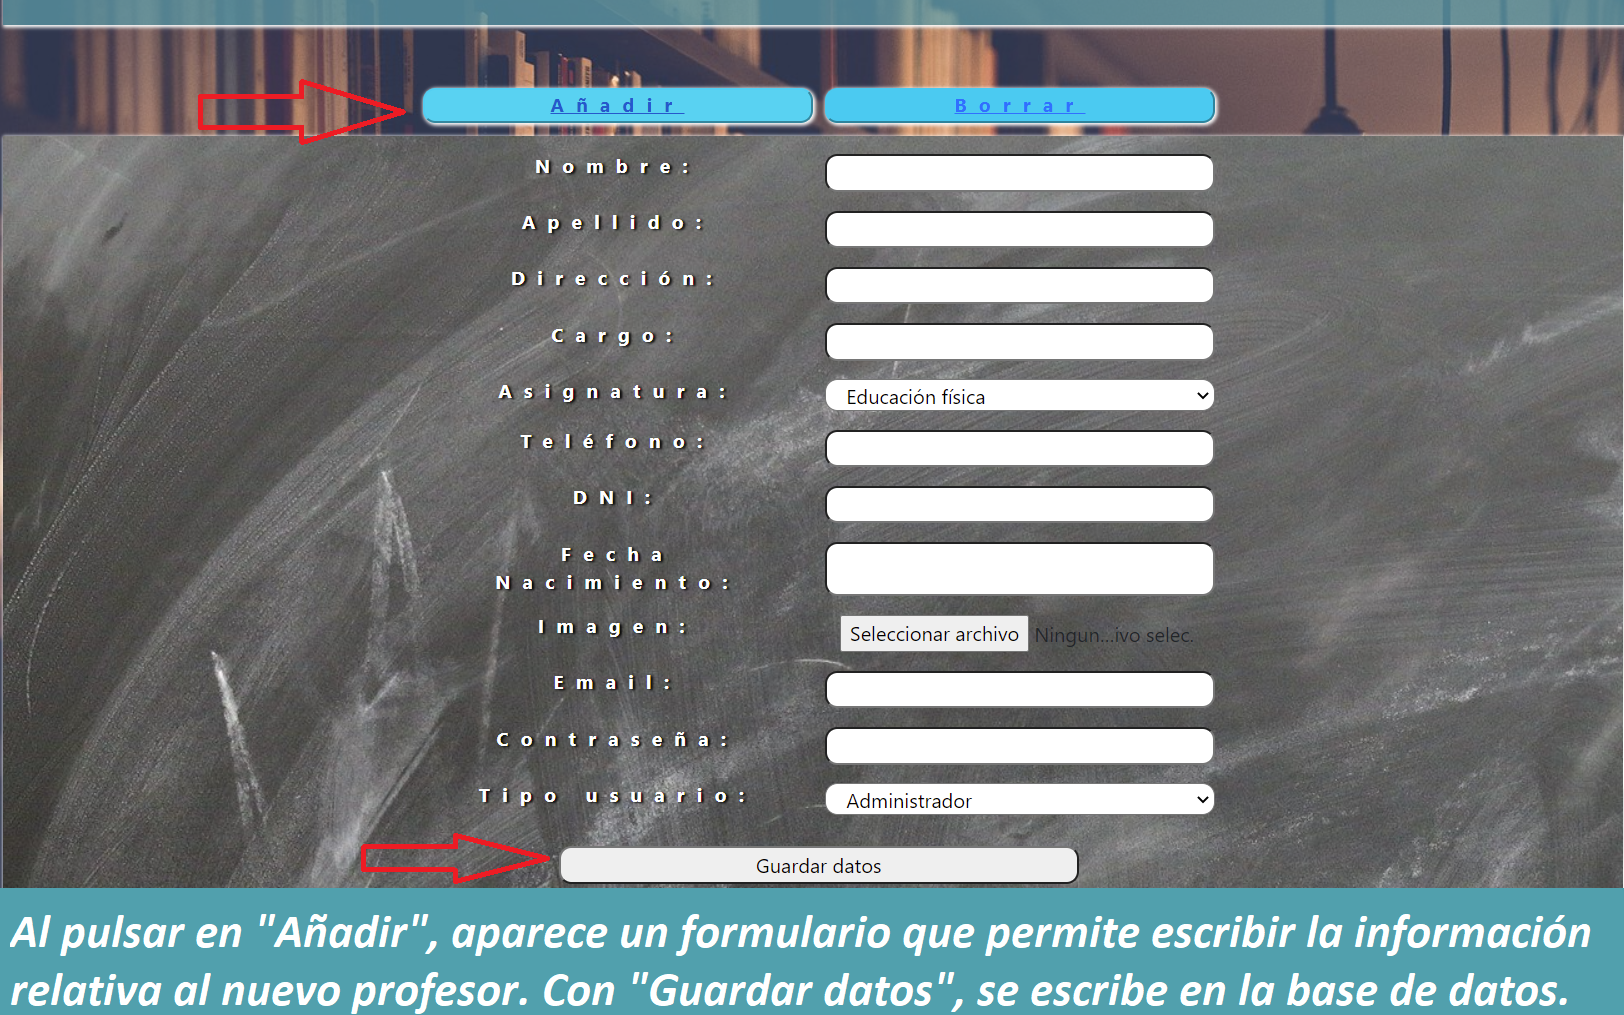 Añadir
Borrar
Nombre:
Apellido:
Dirección:
Cargo:
Asignatura:
Educación física
Teléfono:
DNI:
Fecha
Nacimiento:
Imagen:
Seleccionar archivo Ningun...ivo selec.
Email:
Contraseña:
Tipo usuario:
Administrador
Guardar datos
Al pulsar en "Añadir", aparece un formulario que permite escribir la información
relativa al nuevo profesor. Con "Guardar datos", se escribe en la base de datos.